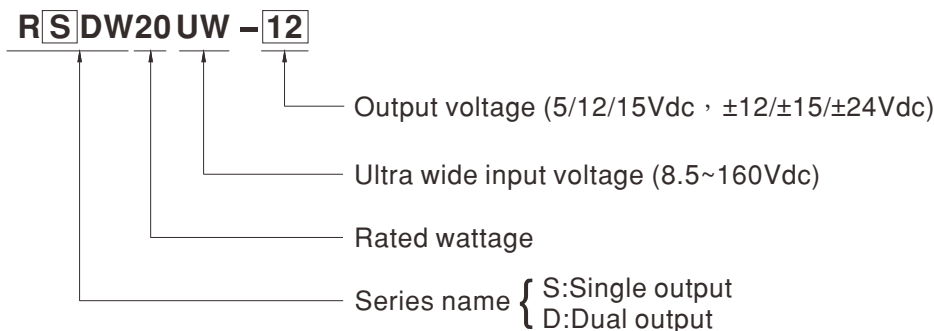 RSDW20UW-12
Output voltage (5/12/15Vdc，±12/±15/±24Vdc)
Ultra wide input voltage (8.5~160Vdc)
Rated wattage
Series name { S:Single output
D:Dual output